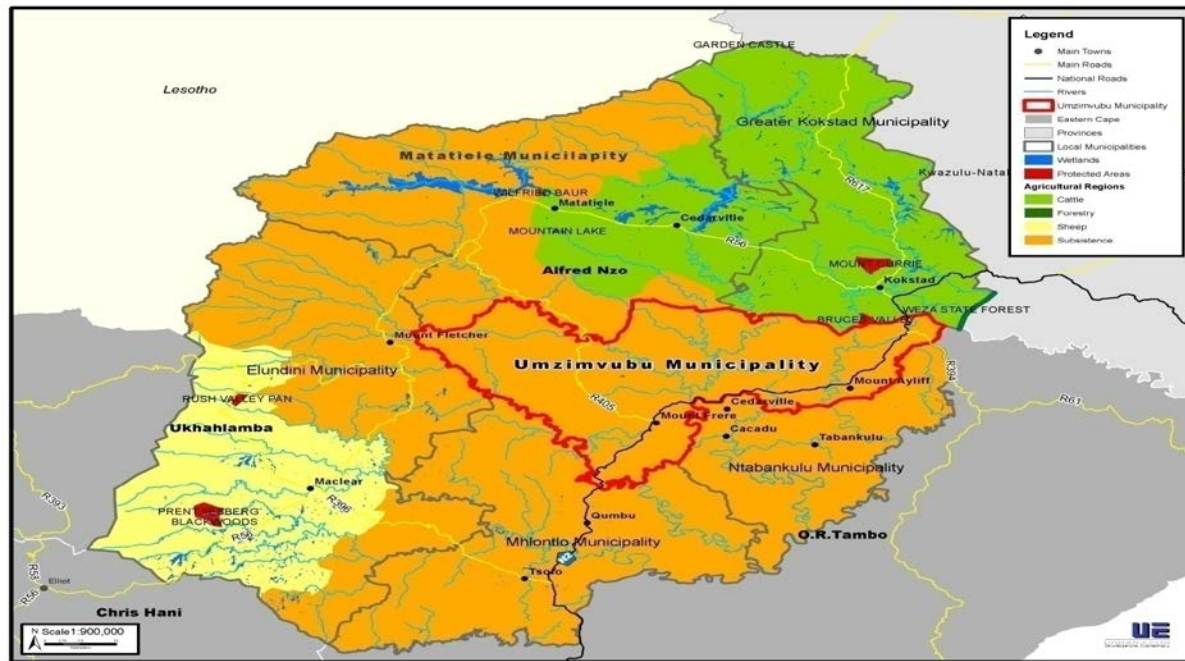 GARDEN CASTLE
Lesotho
Greater Kokstad Municipality
Matatiele Municilapity
Kwazulu-Natal
R617
WILFRIED BAUR
Matatiele
Cedarville
MOUNTAIN LAKE
R56
MOUNT CURRIE
Alfred Nzo
Kokstad
BRUCES VALLEY
WEZA STATE FOREST
Mount Fletcher
Elundini Municipality
Umzimvubu Municipality
R394
RUSH VALLEY PAN
R405
Mount Ayliff
Cedarville
R61
Ukhahlamba
Mount Frere
Cacadu
Tabankulu
Ntabankulu Municipality
Maclear
R396
R393
BLACKWOODS
R56
Qumbu
Mhlontlo Municipality
O.R.Tambo
Tsolo
R58
Elliot
R56
Chris Hani
N Scale1:900,000
Legend
Main Towns
Main Roads
National Roads
Rivers
Umzimvubu Municipality
Eastern Cape
Provinces
Local Municipalities
Wetlands
Protected Areas
Agricultural Regions
Cattle
Forestry
Sheep
Subsistence